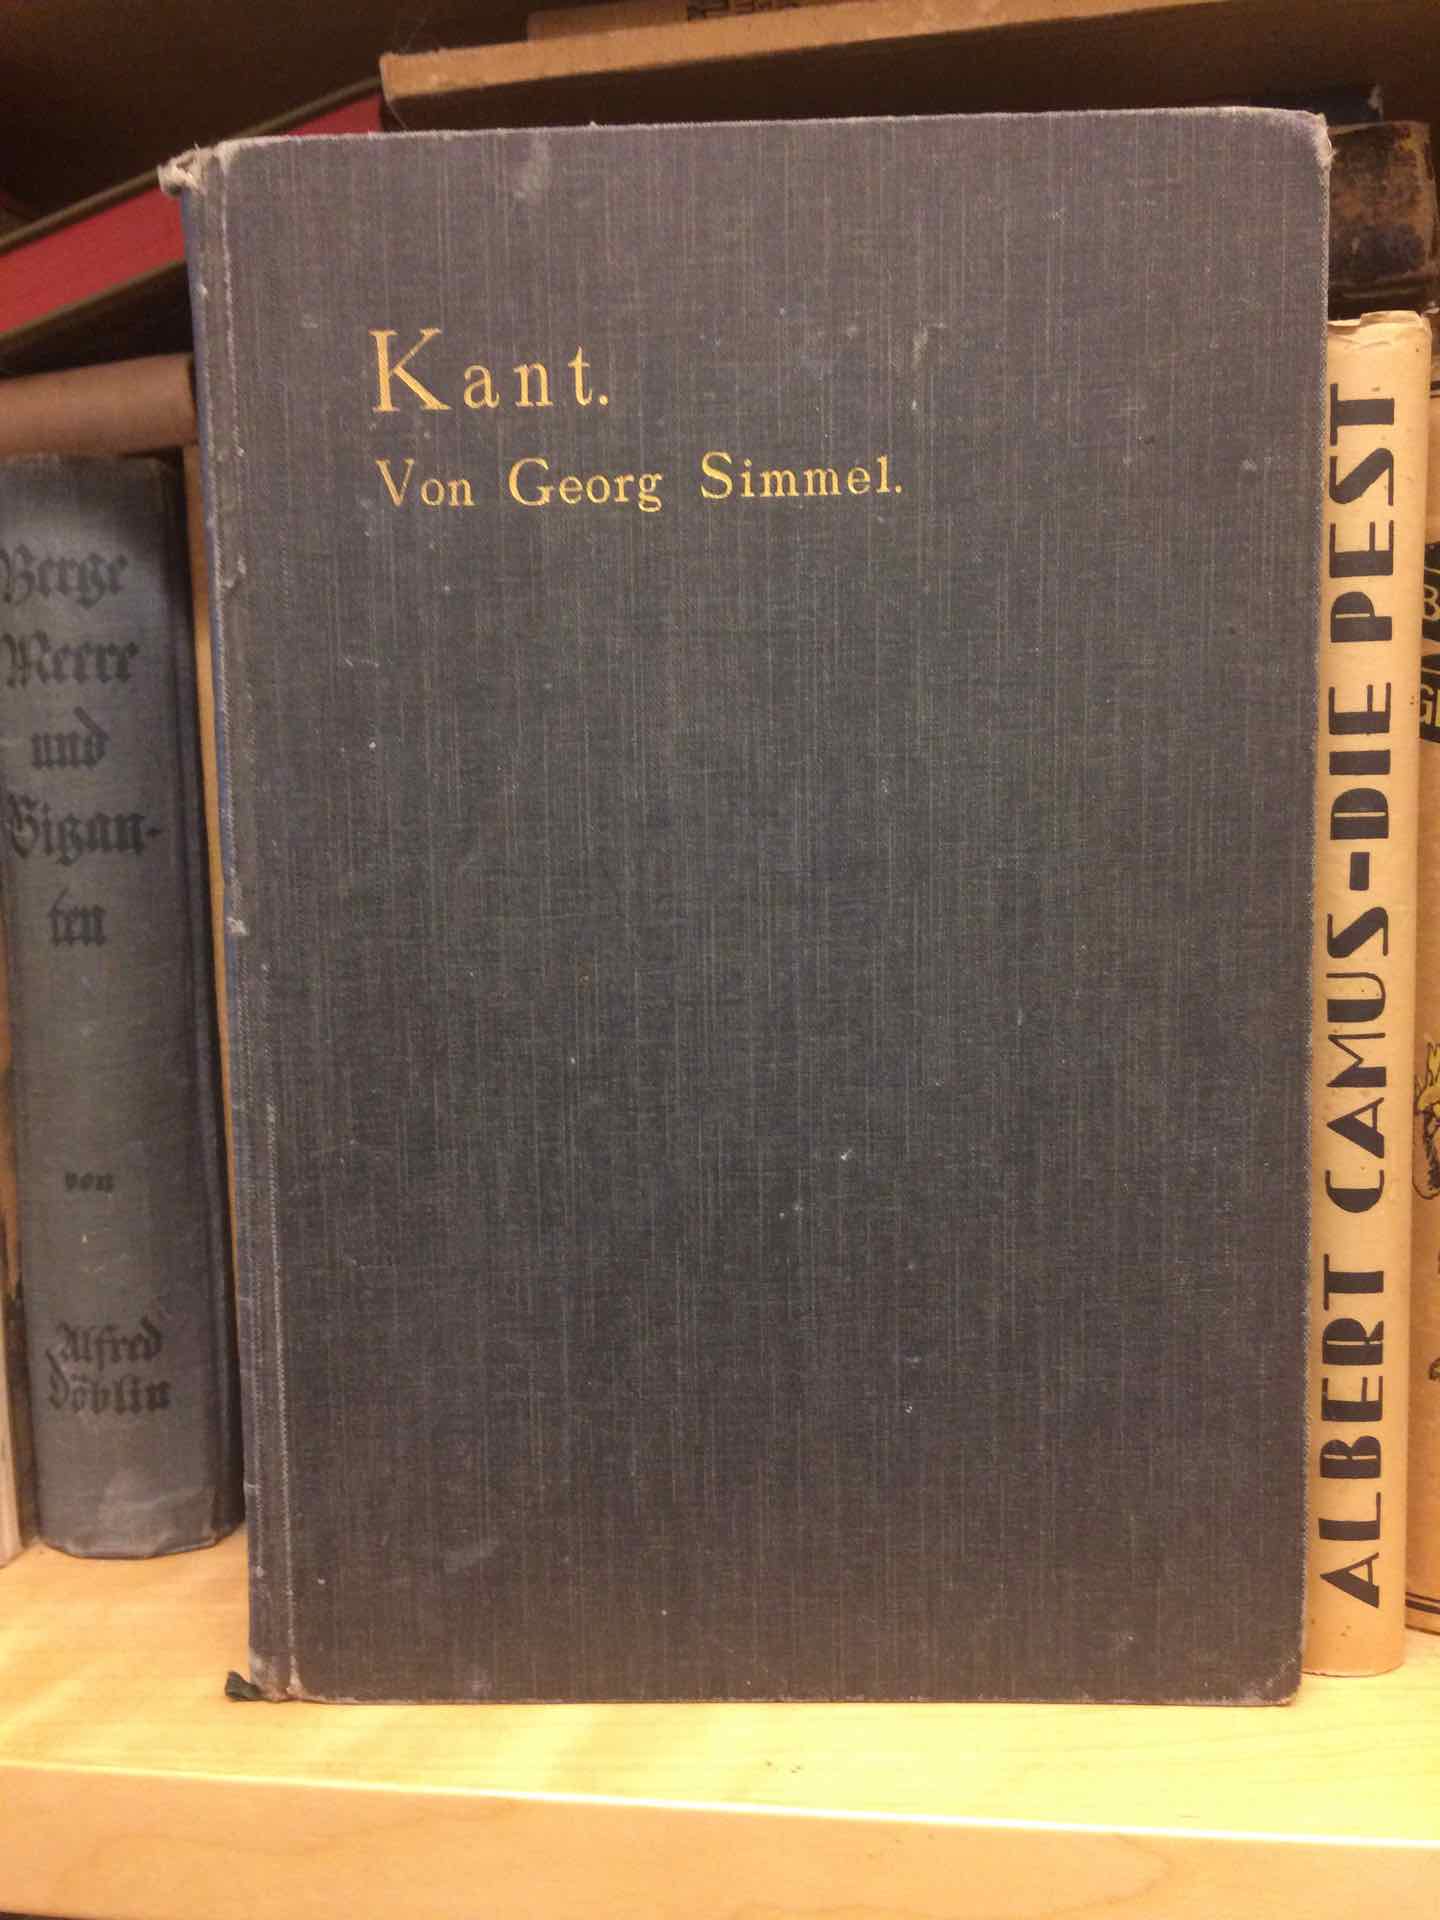 Kant.
Von Georg Simmel.
Berge
Meere
und
Gigan-
ten
von
Alfred
Döblin
ALBERT CAMUS-DIE PEST